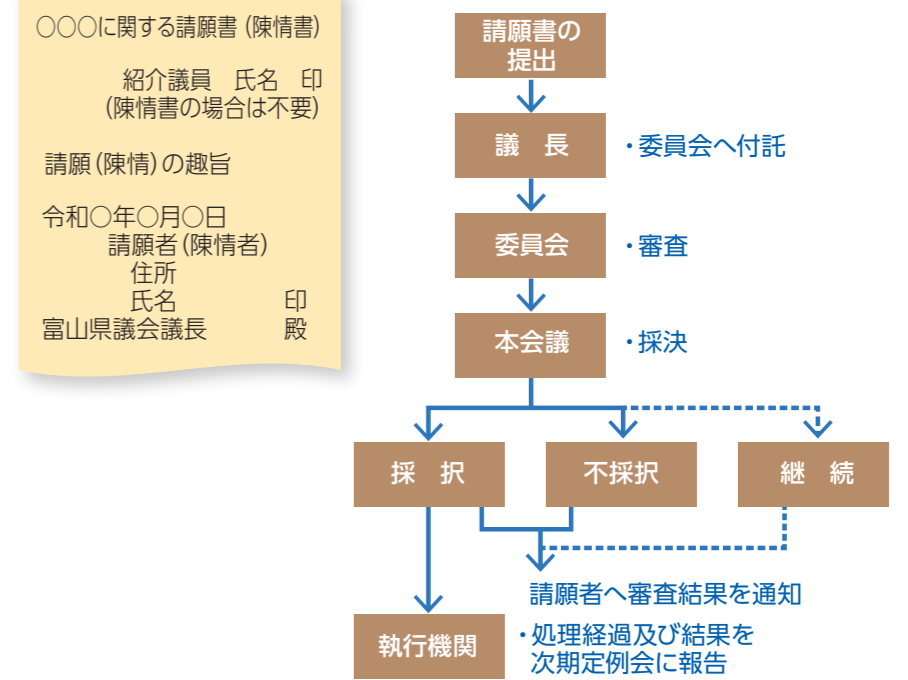 ○○○に関する請願書(陳情書)
紹介議員 氏名 印
(陳情書の場合は不要)
請願(陳情)の趣旨
令和○年○月○日
請願者(陳情者)
住所
氏名 印
富山県議会議長 殿
請願書の
提出
議 長
・委員会へ付託
委員会
・審査
本会議
・採決
採 択
不採択
継 続
請願者へ審査結果を通知
執行機関
・処理経過及び結果を
次期定例会に報告